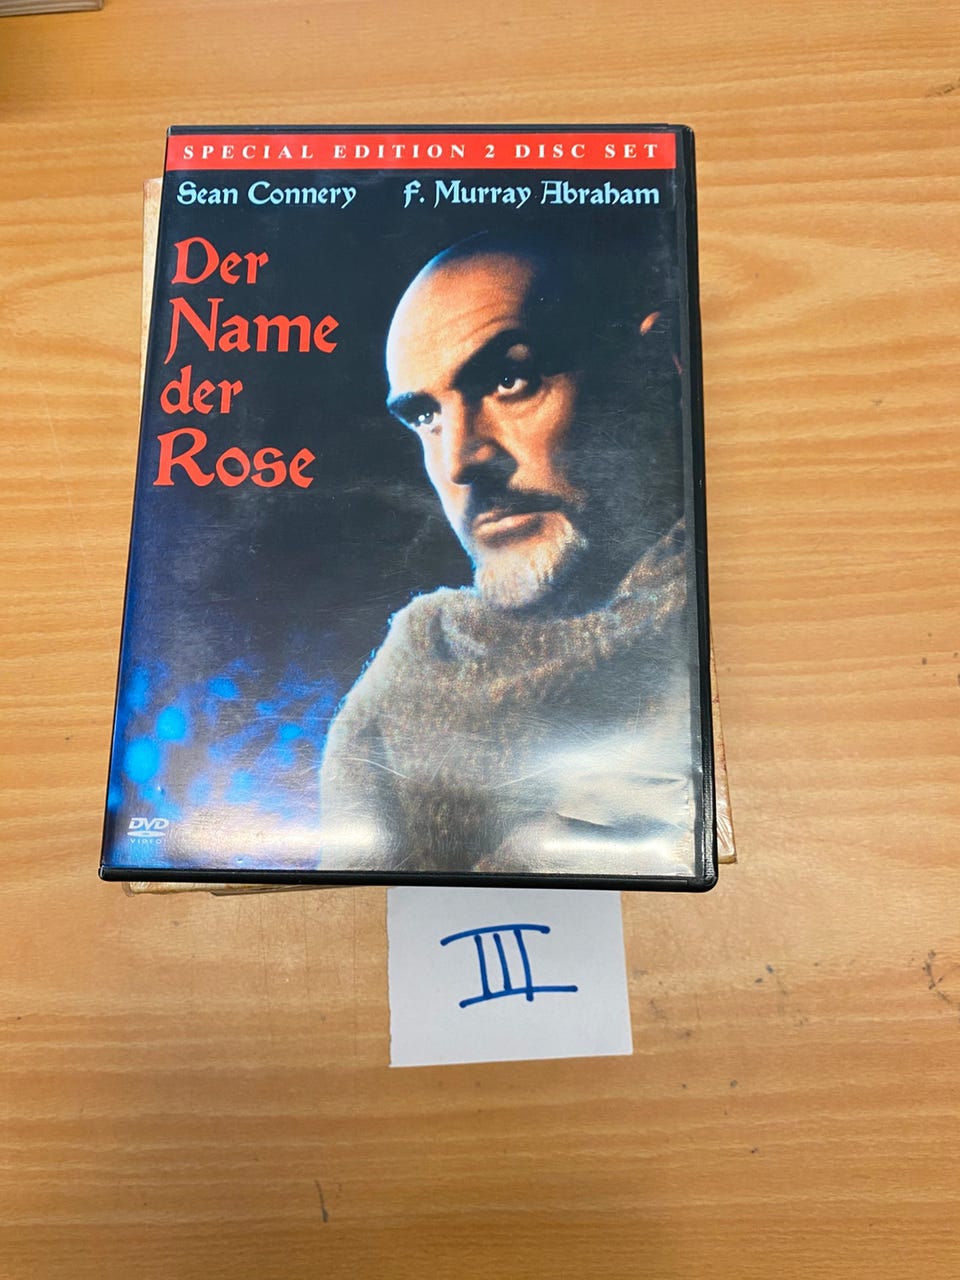 SPECIAL EDITION 2 DISC SET
Sean Connery F. Murray Abraham
Der
Name
der
Rose
DVD
VIDEO
III